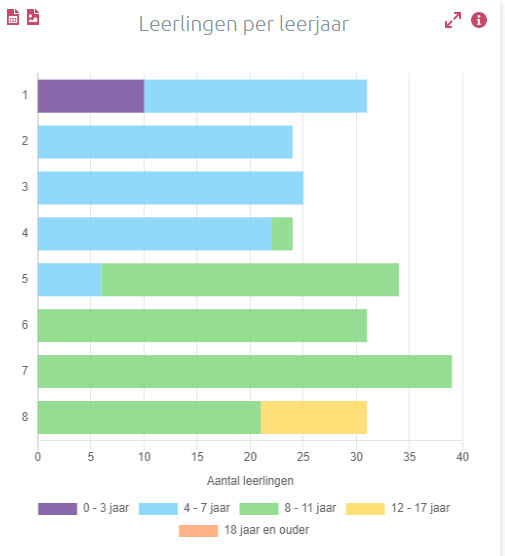 Leerlingen per leerjaar
1
2
3
4
5
6
7
8
0 5 10 15 20 25 30 35 40
Aantal leerlingen
0 - 3 jaar 4 - 7 jaar 8 - 11 jaar 12 - 17 jaar
18 jaar en ouder